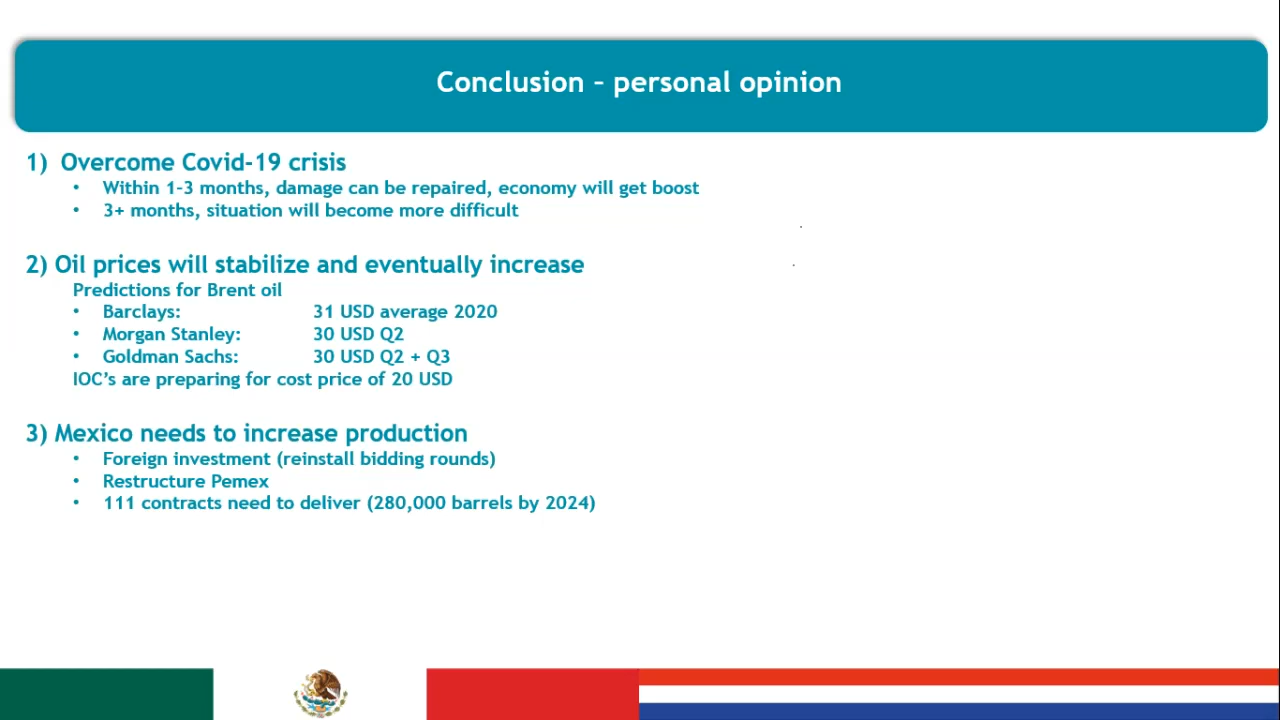 Conclusion – personal opinion
1) Overcome Covid-19 crisis
• Within 1-3 months, damage can be repaired, economy will get boost
• 3+ months, situation will become more difficult
2) Oil prices will stabilize and eventually increase
Predictions for Brent oil
• Barclays: 31 USD average 2020
• Morgan Stanley: 30 USD Q2
• Goldman Sachs: 30 USD Q2 + Q3
IOC's are preparing for cost price of 20 USD
3) Mexico needs to increase production
• Foreign investment (reinstall bidding rounds)
• Restructure Pemex
• 111 contracts need to deliver (280,000 barrels by 2024)